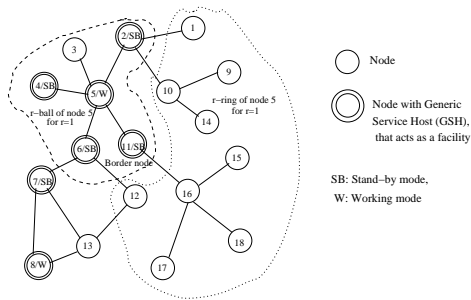 1
2/SB
3
9
4/SB
5/W
10
r-ring of node 5
for r=1
r-ball of node 5
for r=1
14
6/SB
11/SB
Border node
15
7/SB
12
16
13
18
8/W
17
Node
Node with Generic
Service Host (GSH),
that acts as a facility
SB: Stand-by mode,
W: Working mode